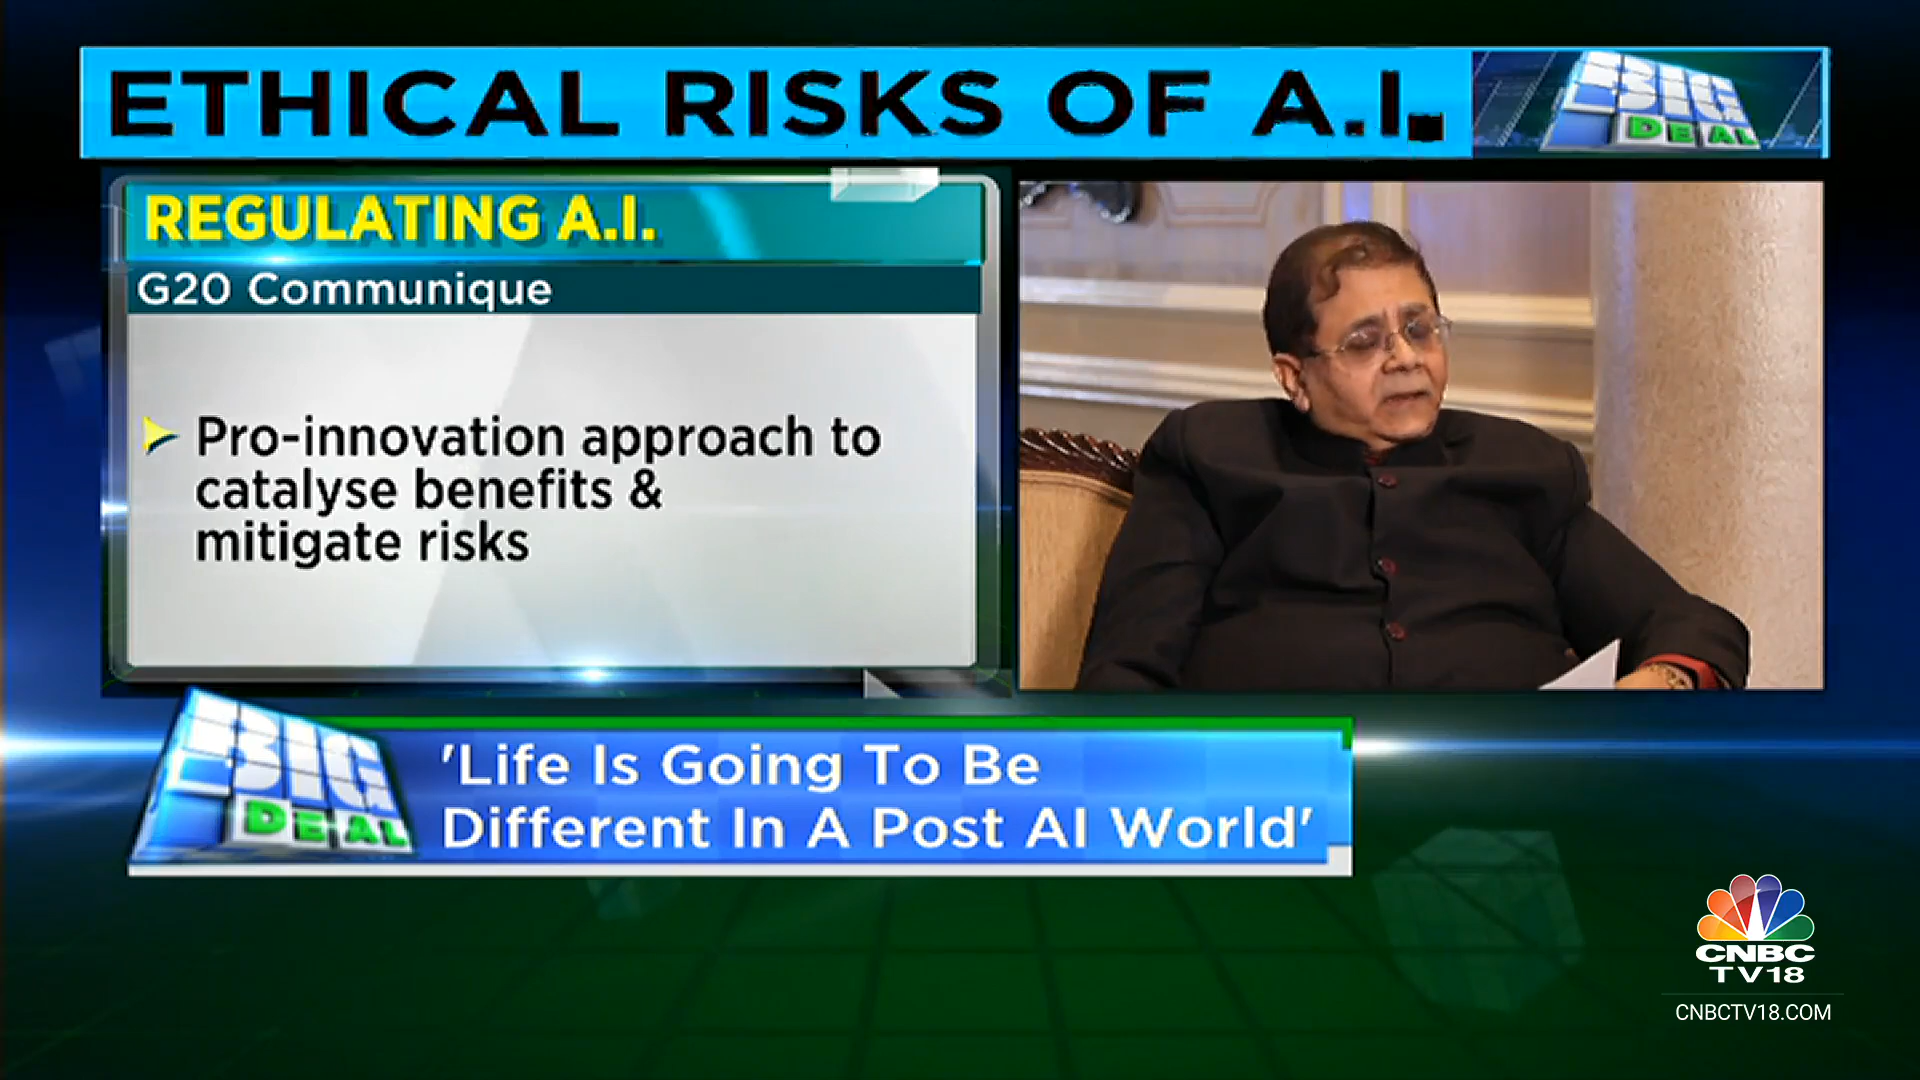 ETHICAL RISKS OF A.I.
BIG
DEAL
REGULATING A.I.
G20 Communique
Pro-innovation approach to
catalyse benefits &
mitigate risks
BIG
DEAL
'Life Is Going To Be
Different In A Post AI World'
CNBC
TV18
CNBCTV18.COM